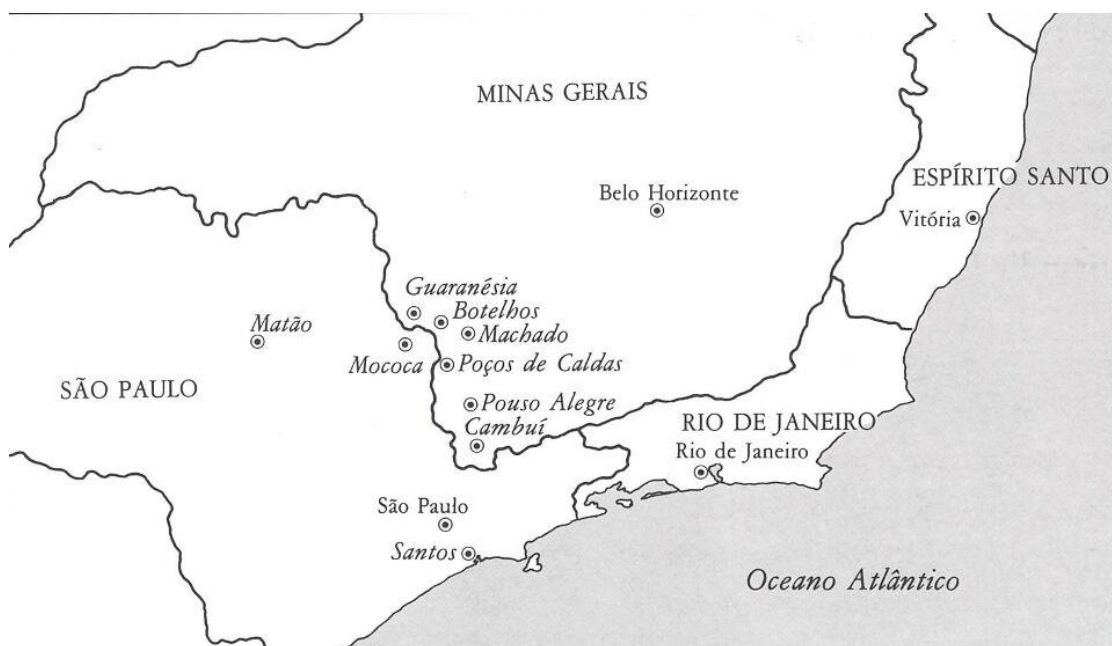 MINAS GERAIS
ESPÍRITO SANTO
Belo Horizonte
Vitória
Guaranésia
Botelhos
Matão
Machado
Mococa
Poços de Caldas
SÃO PAULO
Pouso Alegre
RIO DE JANEIRO
Cambuí
Rio de Janeiro
São Paulo
Santos
Oceano Atlântico